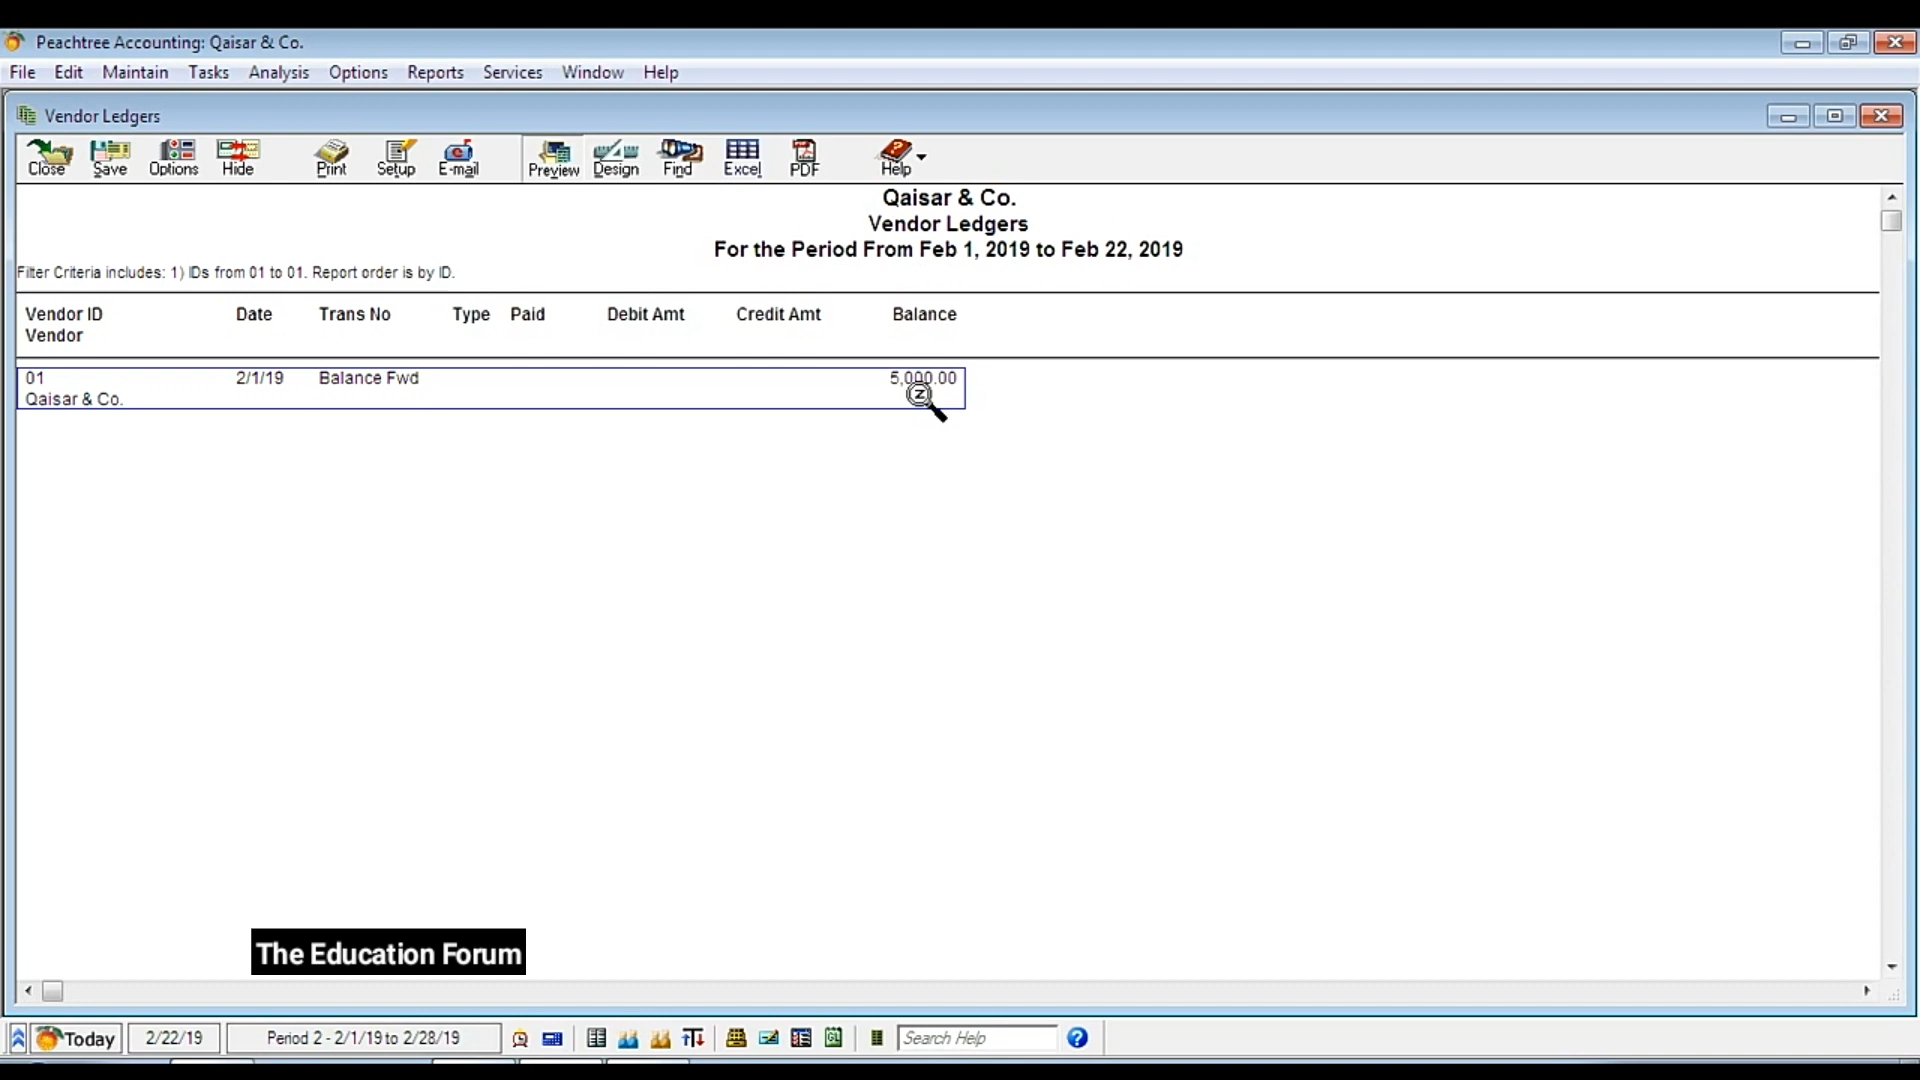 Peachtree Accounting: Qaisar & Co.
File Edit Maintain Tasks Analysis Options Reports Services Window Help
Vendor Ledgers
Close Save Options Hide Print Setup E-mail Preview Design Find Excel PDF Help
Qaisar & Co.
Vendor Ledgers
For the Period From Feb 1, 2019 to Feb 22, 2019
Filter Criteria includes: 1) IDs from 01 to 01. Report order is by ID.
Vendor ID Date Trans No Type Paid Debit Amt Credit Amt Balance
Vendor
01 2/1/19 Balance Fwd 5,000.00
Qaisar & Co.
The Education Forum
Today 2/22/19 Period 2 - 2/1/19 to 2/28/19 Search Help